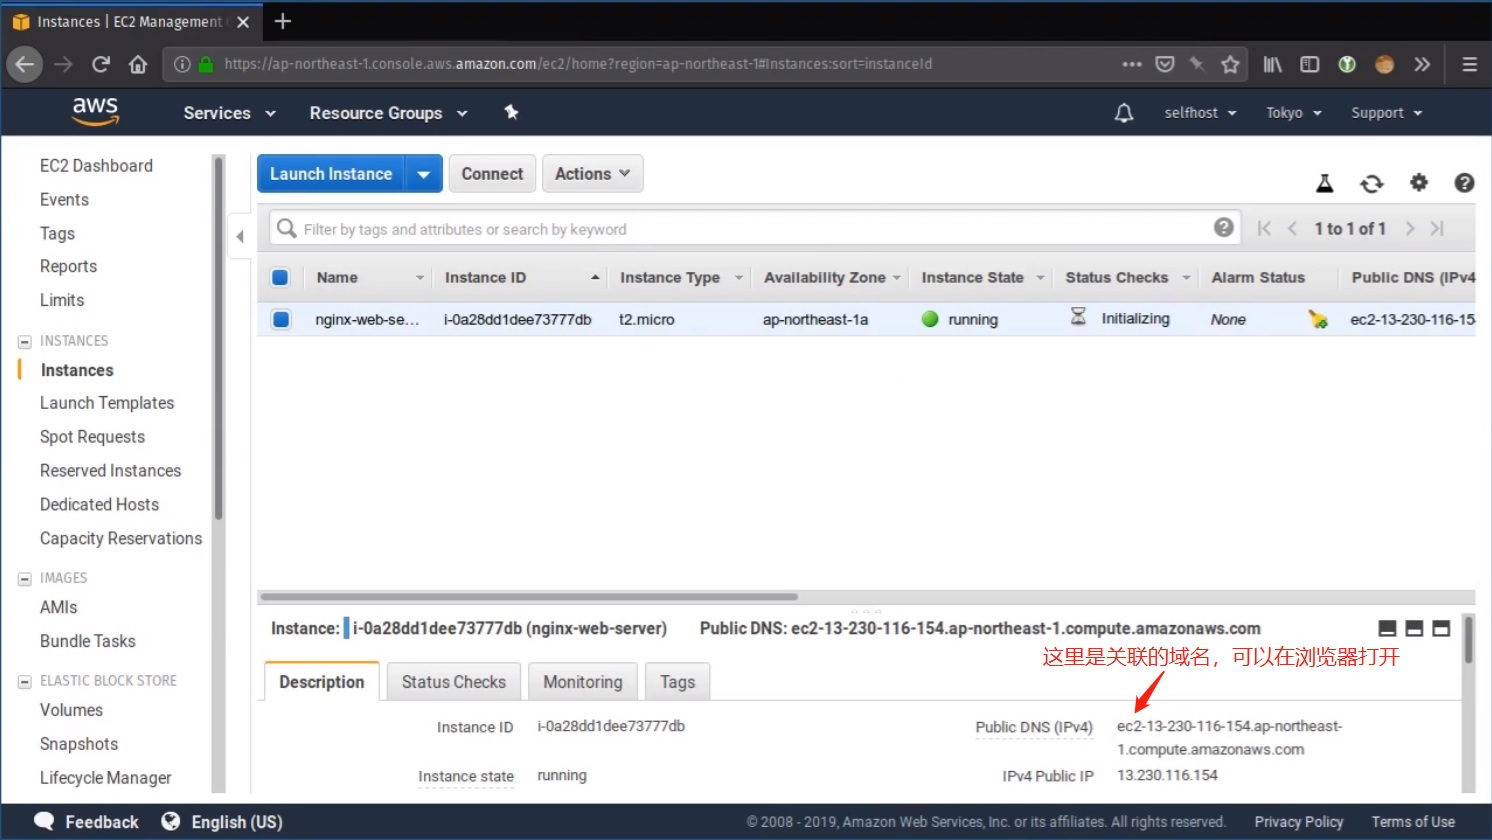 Instances | EC2 Management
https://ap-northeast-1.console.aws.amazon.com/ec2/home?region=ap-northeast-1#Instances:sort=instanceId
aws Services Resource Groups selfhost Tokyo Support
EC2 Dashboard
Events
Tags
Reports
Limits
INSTANCES
Instances
Launch Templates
Spot Requests
Reserved Instances
Dedicated Hosts
Capacity Reservations
IMAGES
AMIs
Bundle Tasks
ELASTIC BLOCK STORE
Volumes
Snapshots
Lifecycle Manager
Launch Instance Connect Actions
Filter by tags and attributes or search by keyword 1 to 1 of 1
Name Instance ID Instance Type Availability Zone Instance State Status Checks Alarm Status Public DNS (IPv4
nginx-web-se... i-0a28dd1dee73777db t2.micro ap-northeast-1a running Initializing None ec2-13-230-116-15
Instance: i-0a28dd1dee73777db (nginx-web-server) Public DNS: ec2-13-230-116-154.ap-northeast-1.compute.amazonaws.com
这里是关联的域名，可以在浏览器打开
Description Status Checks Monitoring Tags
Instance ID i-0a28dd1dee73777db Public DNS (IPv4) ec2-13-230-116-154.ap-northeast-
1.compute.amazonaws.com
Instance state running IPv4 Public IP 13.230.116.154
Feedback English (US) © 2008 - 2019, Amazon Web Services, Inc. or its affiliates. All rights reserved. Privacy Policy Terms of Use